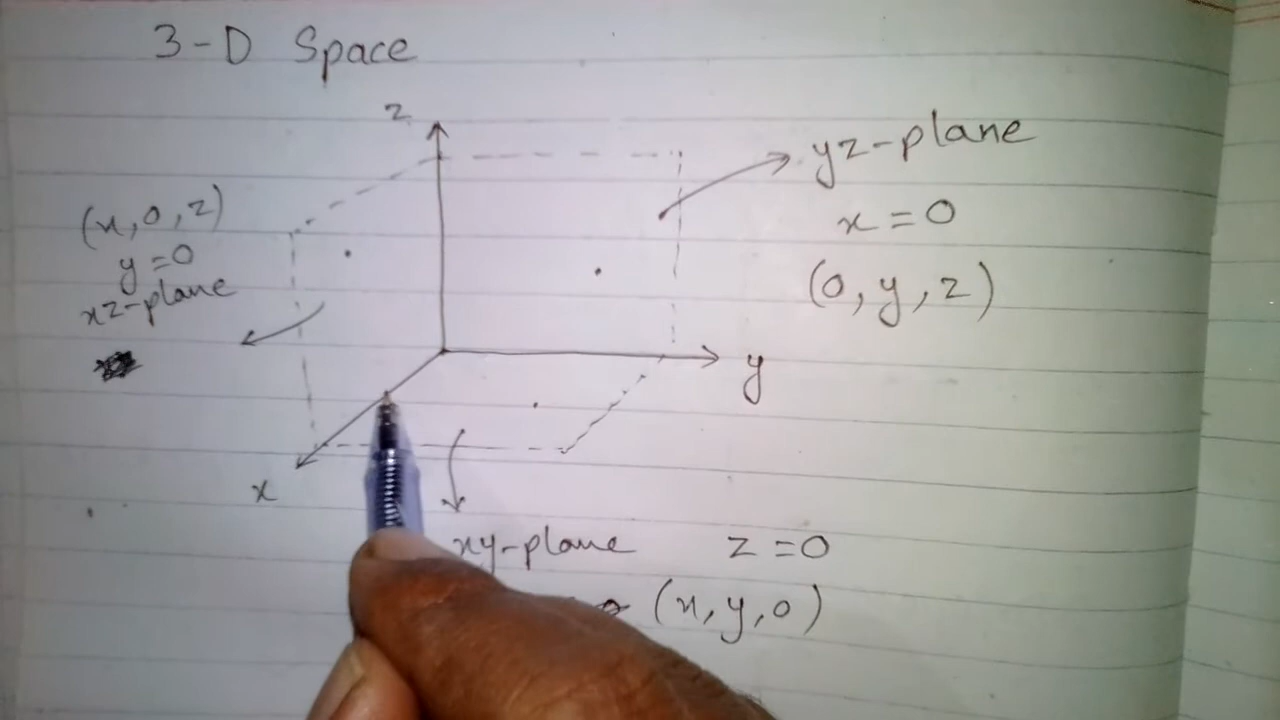 3-D Space
z
yz-plane
x = 0
(0, y, z)
(x, 0, z)
y = 0
xz-plane
y
x
xy-plane z = 0
(x, y, 0)